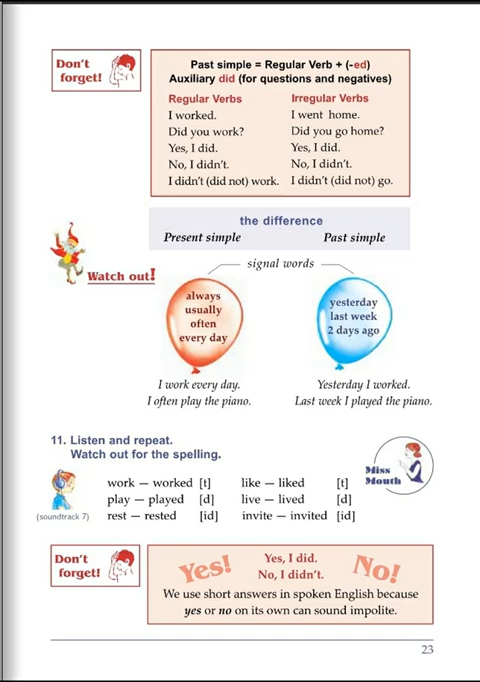 Don't
forget!
Past simple = Regular Verb + (-ed)
Auxiliary did (for questions and negatives)
Regular Verbs Irregular Verbs
I worked. I went home.
Did you work? Did you go home?
Yes, I did. Yes, I did.
No, I didn't. No, I didn't.
I didn't (did not) work. I didn't (did not) go.
the difference
Present simple Past simple
signal words
Watch out!
always
usually
often
every day
yesterday
last week
2 days ago
I work every day.
I often play the piano.
Yesterday I worked.
Last week I played the piano.
11. Listen and repeat.
Watch out for the spelling.
Miss
Mouth
(soundtrack 7)
work — worked [t] like — liked [t]
play — played [d] live — lived [d]
rest — rested [id] invite — invited [id]
Don't
forget!
Yes!
Yes, I did.
No, I didn't.
No!
We use short answers in spoken English because
yes or no on its own can sound impolite.
23